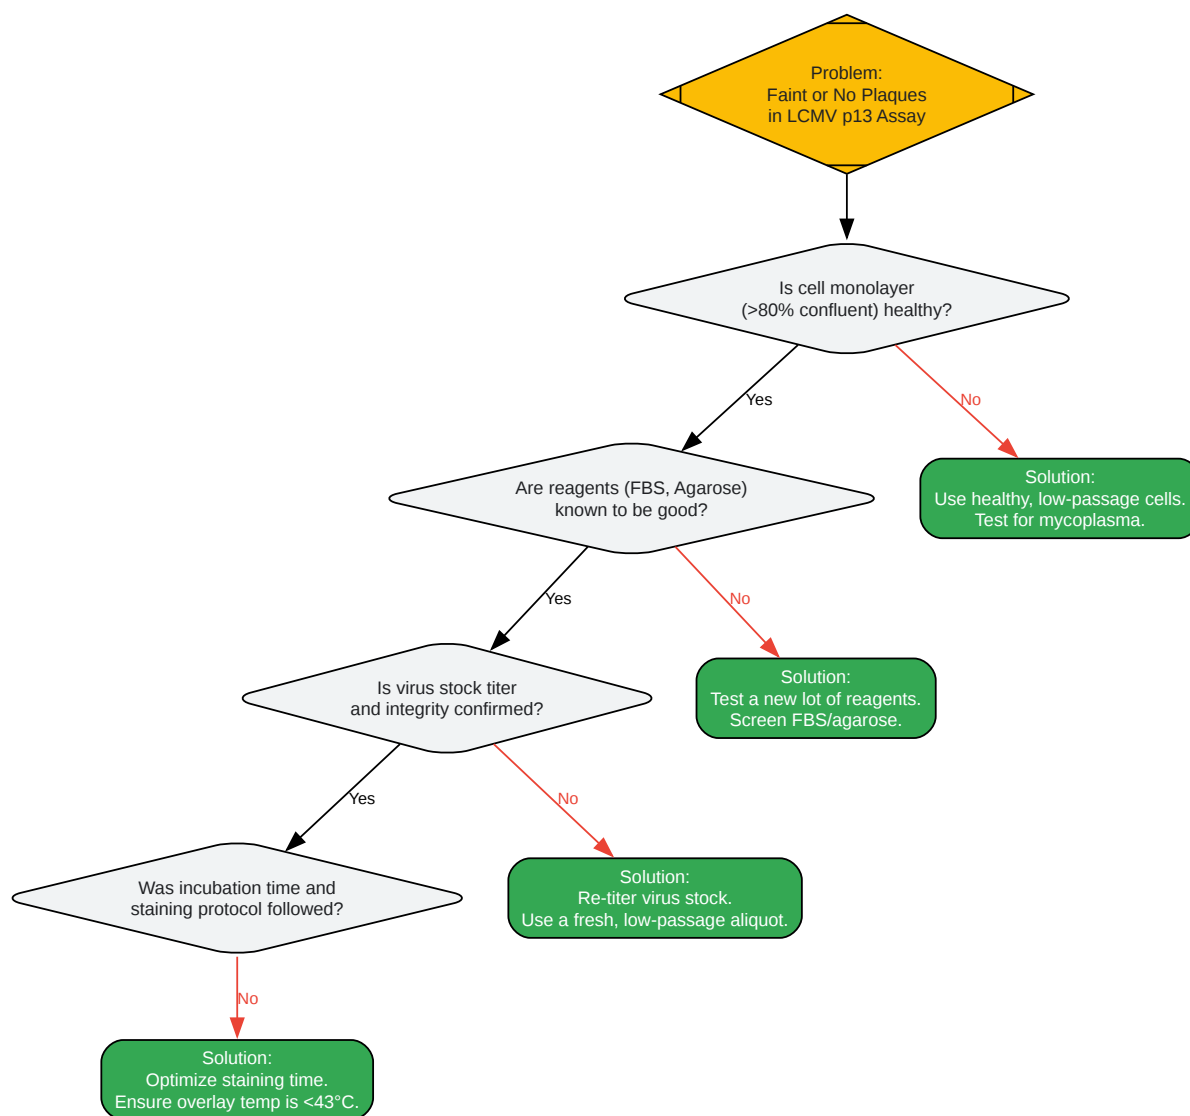 Problem:
Faint or No Plaques
in LCMV p13 Assay
Is cell monolayer
(>80% confluent) healthy?
Yes
No
Solution:
Use healthy, low-passage cells.
Test for mycoplasma.
Are reagents (FBS, Agarose)
known to be good?
Yes
No
Solution:
Test a new lot of reagents.
Screen FBS/agarose.
Is virus stock titer
and integrity confirmed?
Yes
No
Solution:
Re-titer virus stock.
Use a fresh, low-passage aliquot.
Was incubation time and
staining protocol followed?
No
Solution:
Optimize staining time.
Ensure overlay temp is <43°C.